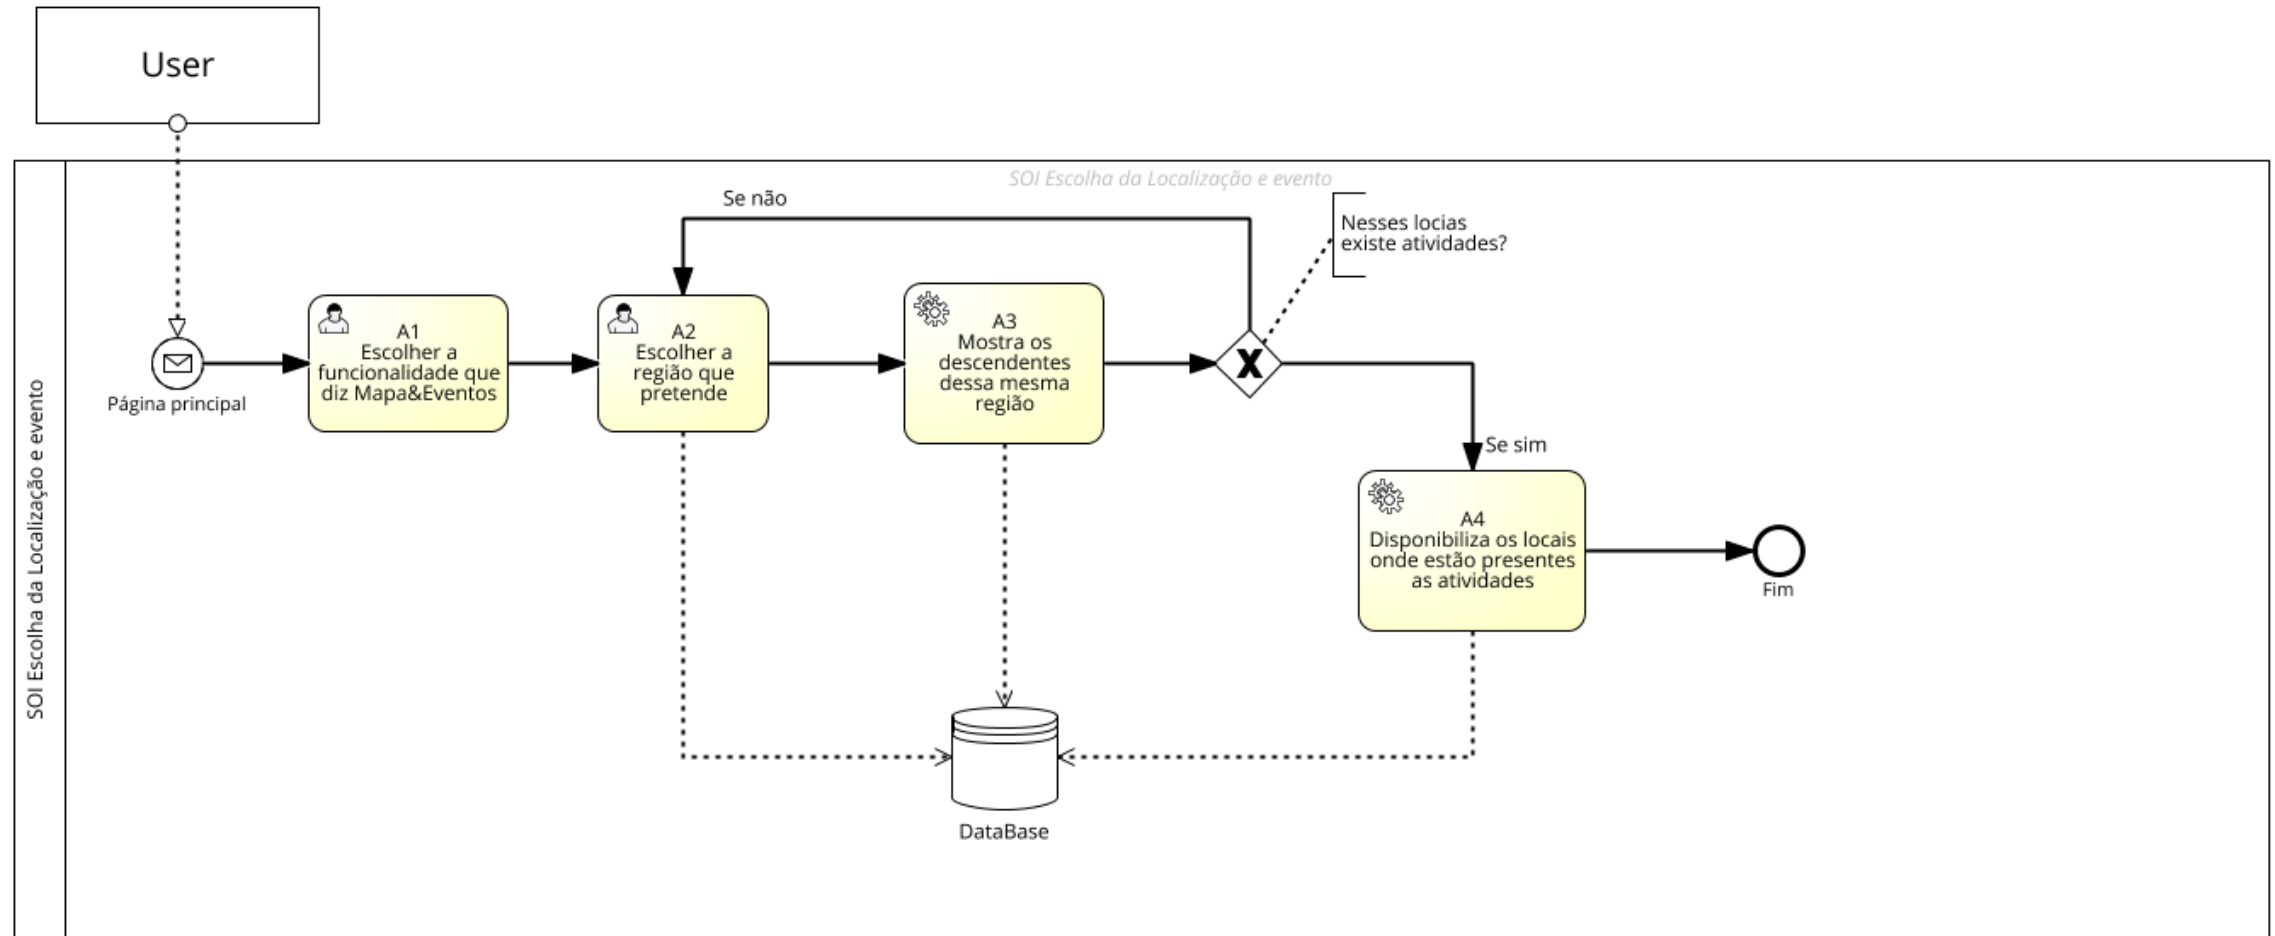 User
SOI Escolha da Localização e evento
SOI Escolha da Localização e evento
Se não
Nesses locias
existe atividades?
Página principal
A1
Escolher a
funcionalidade que
diz Mapa&Eventos
A2
Escolher a
região que
pretende
A3
Mostra os
descendentes
dessa mesma
região
X
Se sim
A4
Disponibiliza os locais
onde estão presentes
as atividades
Fim
DataBase